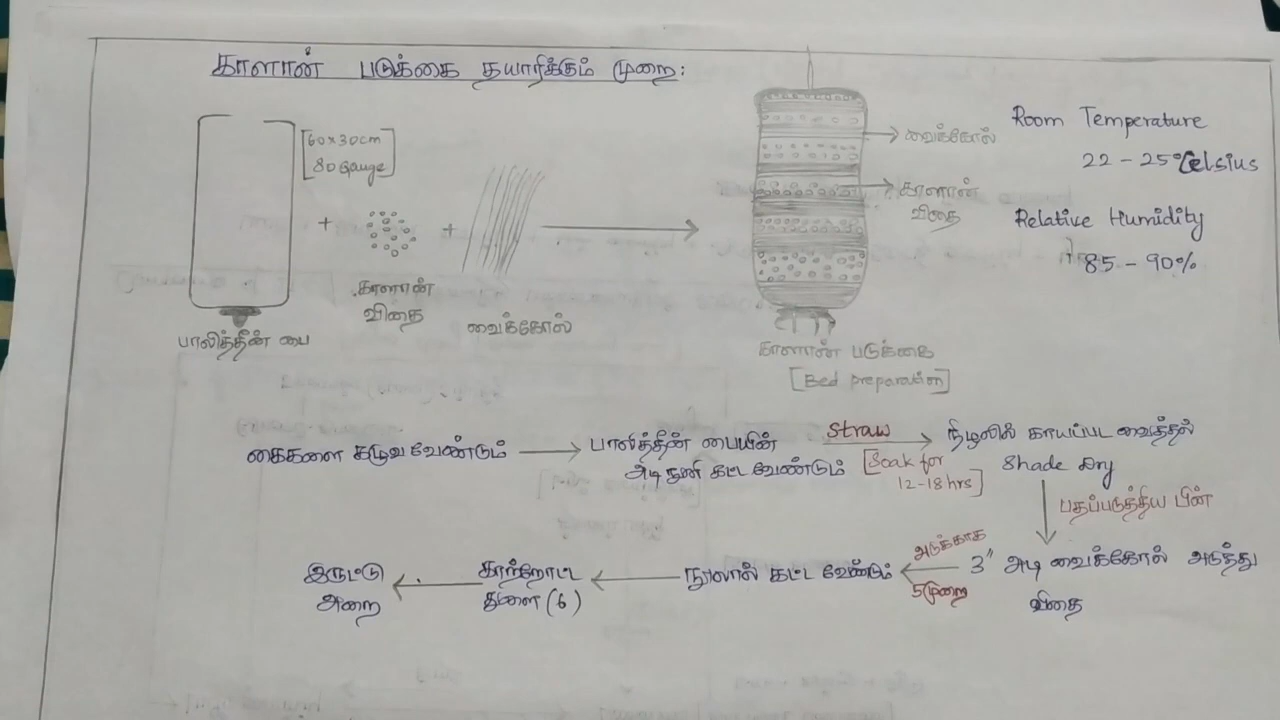 காளான் படுக்கை தயாரிக்கும் முறை:
[60x30cm
80 Gauge]
+
காளான்
விதை
+
வைக்கோல்
பாலித்தீன் பை
வைக்கோல்
காளான்
விதை
காளான் படுக்கை
[Bed preparation]
Room Temperature
22 - 25°Celsius
Relative Humidity
85 - 90%
கைகளை கழுவ வேண்டும்
பாலித்தீன் பையின்
அடி நுனி கட்ட வேண்டும்
Straw
[Soak for
12-18 hrs]
நிழலில் காயப்பட வைத்தல்
Shade Dry
பதப்படுத்திய பின்
3" அடி வைக்கோல் அடுத்து
விதை
அடுக்காக
5முறை
நூலால் கட்ட வேண்டும்
காற்றோட்ட
துளை (6)
இருட்டு
அறை